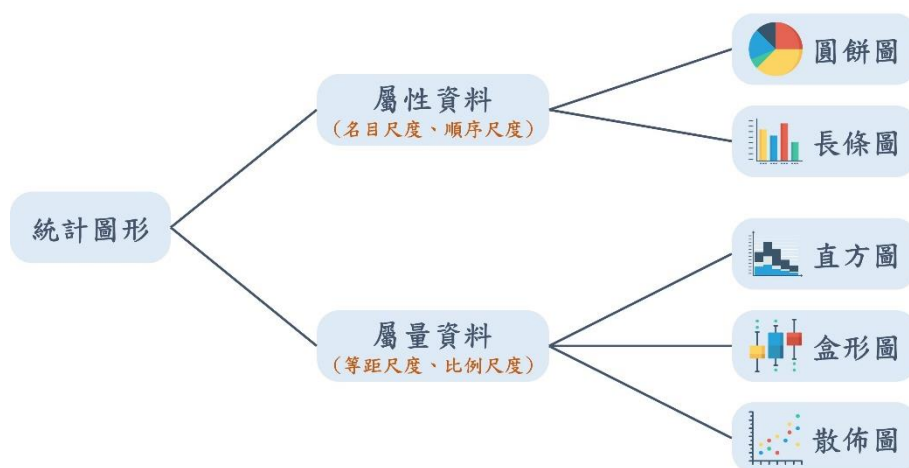 統計圖形
屬性資料
(名目尺度、順序尺度)
圓餅圖
長條圖
屬量資料
(等距尺度、比例尺度)
直方圖
盒形圖
散佈圖